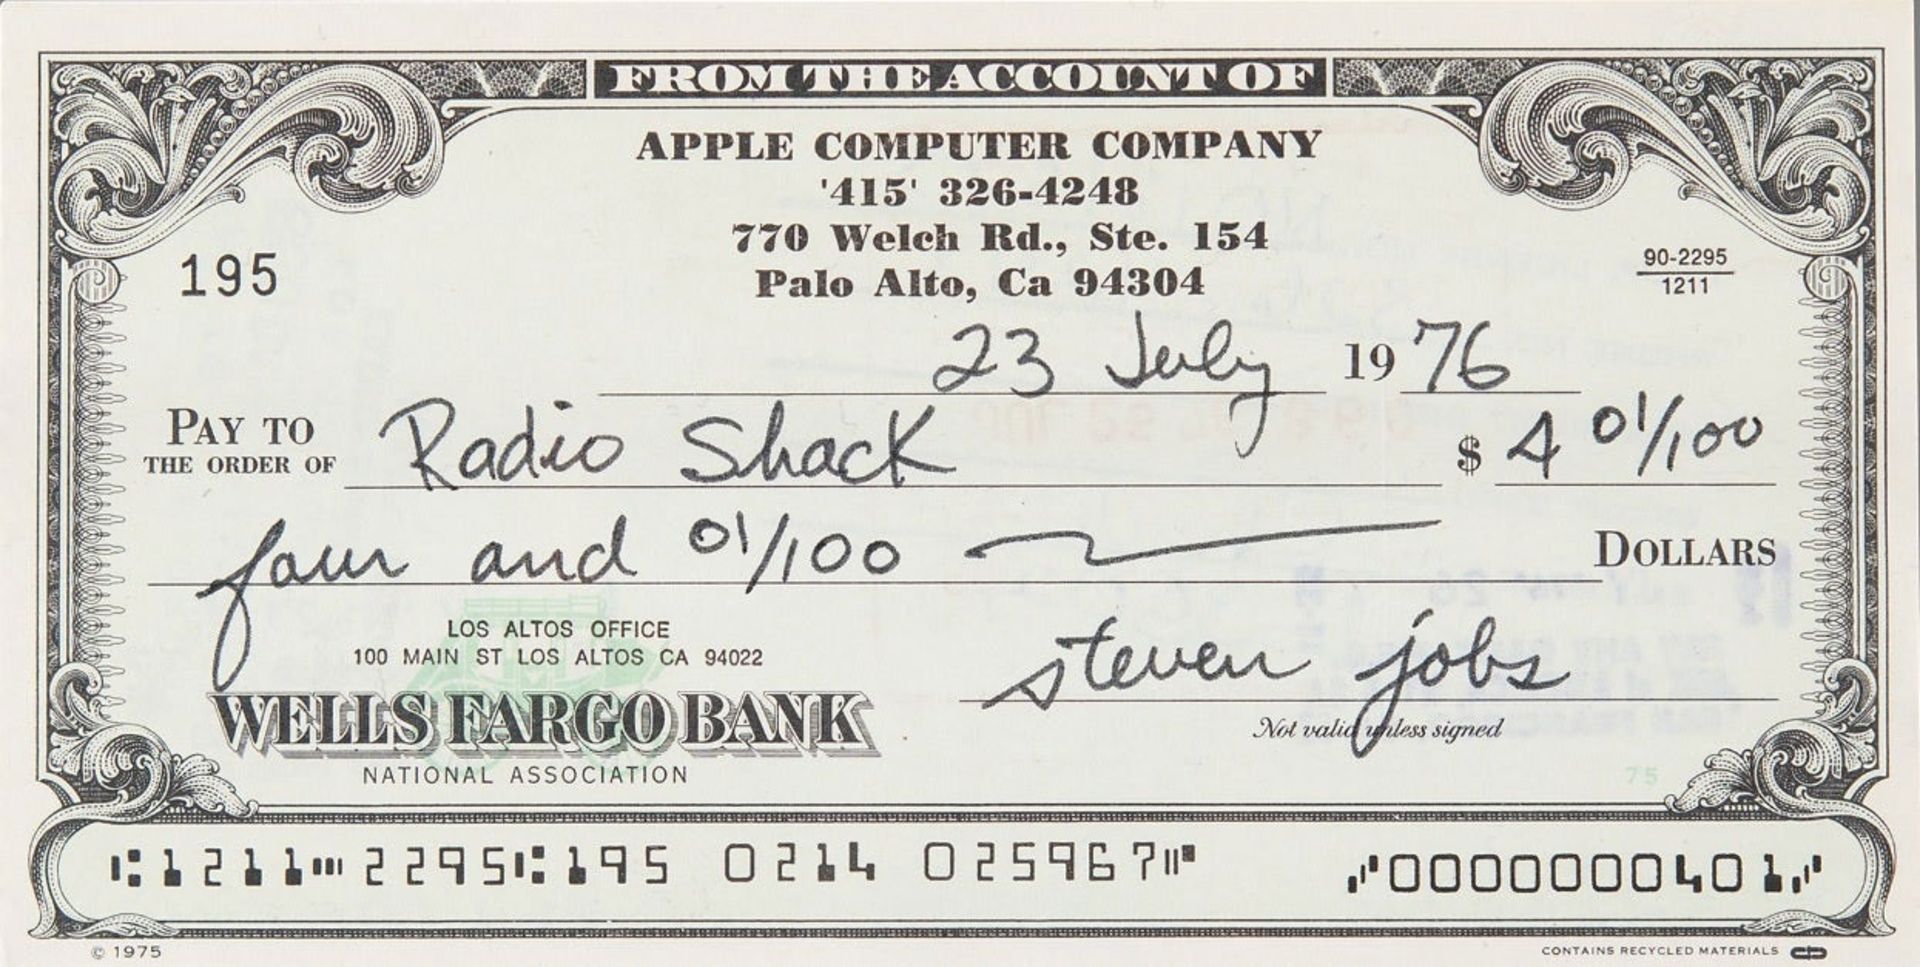 FROM THE ACCOUNT OF
APPLE COMPUTER COMPANY
'415' 326-4248
770 Welch Rd., Ste. 154
Palo Alto, Ca 94304
195
90-2295
1211
23 July 1976
PAY TO
THE ORDER OF Radio Shack $ 4 01/100
four and 01/100 DOLLARS
LOS ALTOS OFFICE
100 MAIN ST LOS ALTOS CA 94022
steven jobs
WELLS FARGO BANK
Not valid unless signed
NATIONAL ASSOCIATION
75
⑆1211⑉2295⑆195 0214 025967⑈ ⑇0000000401⑇
© 1975
CONTAINS RECYCLED MATERIALS